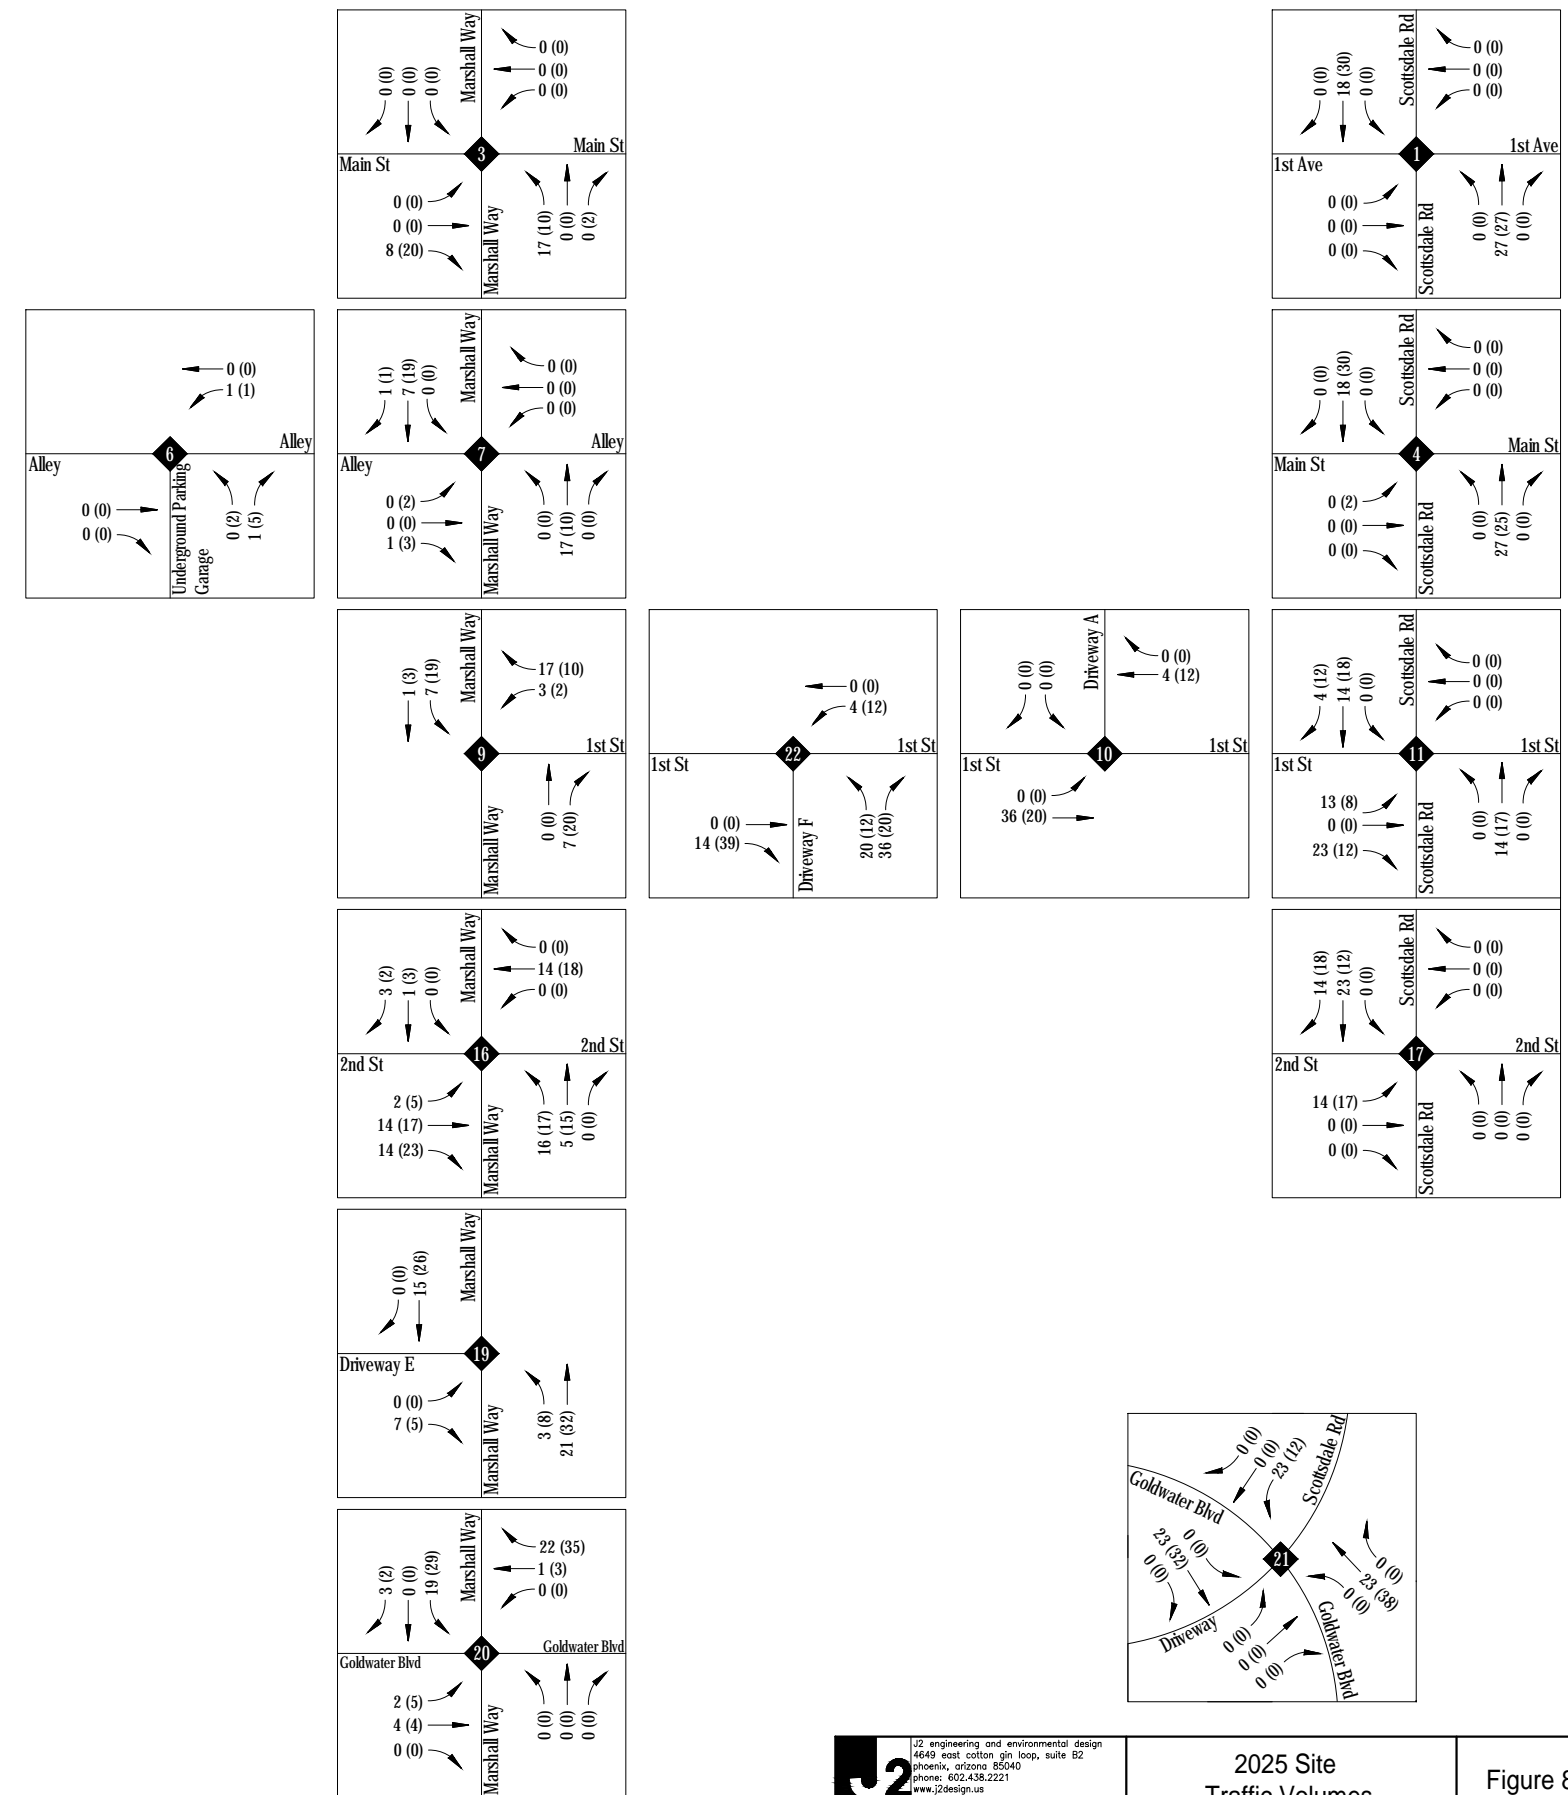 Marshall Way
0 (0)
0 (0)
0 (0)
0 (0)
0 (0)
0 (0)
3
Main St
Main St
0 (0)
0 (0)
8 (20)
Marshall Way
17 (10)
0 (0)
0 (2)
Scottsdale Rd
0 (0)
18 (30)
0 (0)
0 (0)
0 (0)
0 (0)
1
1st Ave
1st Ave
0 (0)
0 (0)
0 (0)
Scottsdale Rd
0 (0)
27 (27)
0 (0)
0 (0)
1 (1)
6
Alley
Alley
0 (0)
0 (0)
Underground Parking
Garage
0 (2)
1 (5)
Marshall Way
1 (1)
7 (19)
0 (0)
0 (0)
0 (0)
0 (0)
7
Alley
Alley
0 (2)
0 (0)
1 (3)
Marshall Way
0 (0)
17 (10)
0 (0)
Scottsdale Rd
0 (0)
18 (30)
0 (0)
0 (0)
0 (0)
0 (0)
4
Main St
Main St
0 (2)
0 (0)
0 (0)
Scottsdale Rd
0 (0)
27 (25)
0 (0)
Marshall Way
1 (3)
7 (19)
17 (10)
3 (2)
9
1st St
Marshall Way
0 (0)
7 (20)
0 (0)
4 (12)
22
1st St
1st St
0 (0)
14 (39)
Driveway F
20 (12)
36 (20)
Driveway A
0 (0)
0 (0)
0 (0)
4 (12)
10
1st St
1st St
0 (0)
36 (20)
Scottsdale Rd
4 (12)
14 (18)
0 (0)
0 (0)
0 (0)
0 (0)
11
1st St
1st St
13 (8)
0 (0)
23 (12)
Scottsdale Rd
0 (0)
14 (17)
0 (0)
Marshall Way
3 (2)
1 (3)
0 (0)
0 (0)
14 (18)
0 (0)
16
2nd St
2nd St
2 (5)
14 (17)
14 (23)
Marshall Way
16 (17)
5 (15)
0 (0)
Scottsdale Rd
14 (18)
23 (12)
0 (0)
0 (0)
0 (0)
0 (0)
17
2nd St
2nd St
14 (17)
0 (0)
0 (0)
Scottsdale Rd
0 (0)
0 (0)
0 (0)
Marshall Way
0 (0)
15 (26)
19
Driveway E
0 (0)
7 (5)
Marshall Way
3 (8)
21 (32)
Scottsdale Rd
0 (0)
0 (0)
23 (12)
Goldwater Blvd
0 (0)
23 (32)
0 (0)
21
0 (0)
23 (38)
0 (0)
Driveway
0 (0)
0 (0)
0 (0)
Goldwater Blvd
Marshall Way
3 (2)
0 (0)
19 (29)
22 (35)
1 (3)
0 (0)
20
Goldwater Blvd
Goldwater Blvd
2 (5)
4 (4)
0 (0)
Marshall Way
0 (0)
0 (0)
0 (0)
J2
J2 engineering and environmental design
4649 east cotton gin loop, suite B2
phoenix, arizona 85040
phone: 602.438.2221
www.j2design.us
2025 Site
Traffic Volumes
Figure 8